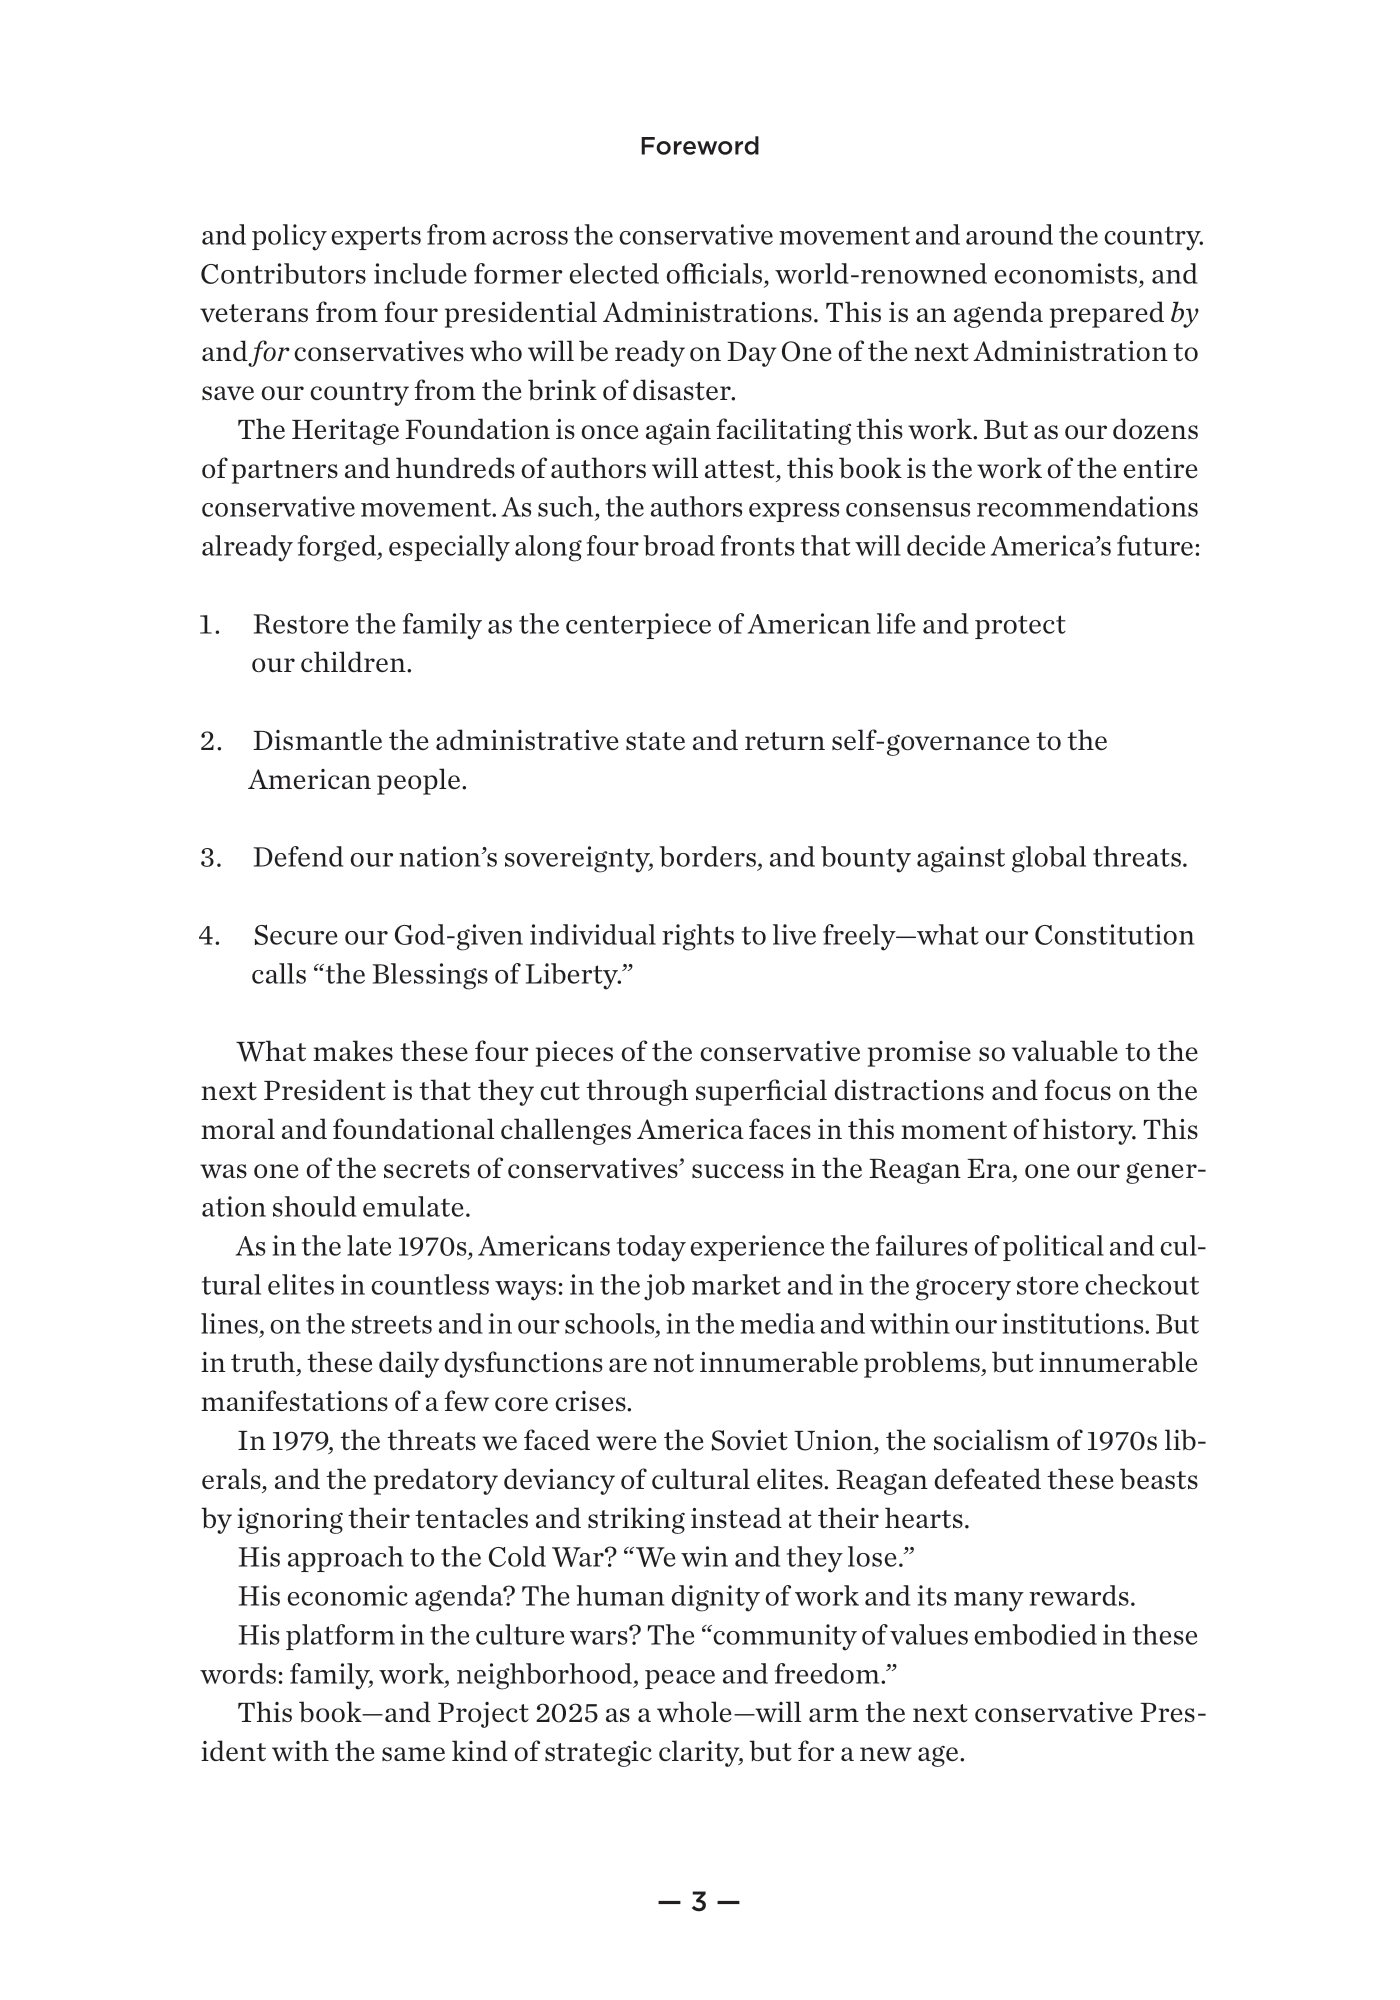 Foreword
and policy experts from across the conservative movement and around the country.
Contributors include former elected officials, world-renowned economists, and
veterans from four presidential Administrations. This is an agenda prepared by
and for conservatives who will be ready on Day One of the next Administration to
save our country from the brink of disaster.
The Heritage Foundation is once again facilitating this work. But as our dozens
of partners and hundreds of authors will attest, this book is the work of the entire
conservative movement. As such, the authors express consensus recommendations
already forged, especially along four broad fronts that will decide America’s future:
1. Restore the family as the centerpiece of American life and protect
our children.
2. Dismantle the administrative state and return self-governance to the
American people.
3. Defend our nation’s sovereignty, borders, and bounty against global threats.
4. Secure our God-given individual rights to live freely—what our Constitution
calls “the Blessings of Liberty.”
What makes these four pieces of the conservative promise so valuable to the
next President is that they cut through superficial distractions and focus on the
moral and foundational challenges America faces in this moment of history. This
was one of the secrets of conservatives’ success in the Reagan Era, one our gener-
ation should emulate.
As in the late 1970s, Americans today experience the failures of political and cul-
tural elites in countless ways: in the job market and in the grocery store checkout
lines, on the streets and in our schools, in the media and within our institutions. But
in truth, these daily dysfunctions are not innumerable problems, but innumerable
manifestations of a few core crises.
In 1979, the threats we faced were the Soviet Union, the socialism of 1970s lib-
erals, and the predatory deviancy of cultural elites. Reagan defeated these beasts
by ignoring their tentacles and striking instead at their hearts.
His approach to the Cold War? “We win and they lose.”
His economic agenda? The human dignity of work and its many rewards.
His platform in the culture wars? The “community of values embodied in these
words: family, work, neighborhood, peace and freedom.”
This book—and Project 2025 as a whole—will arm the next conservative Pres-
ident with the same kind of strategic clarity, but for a new age.
— 3 —